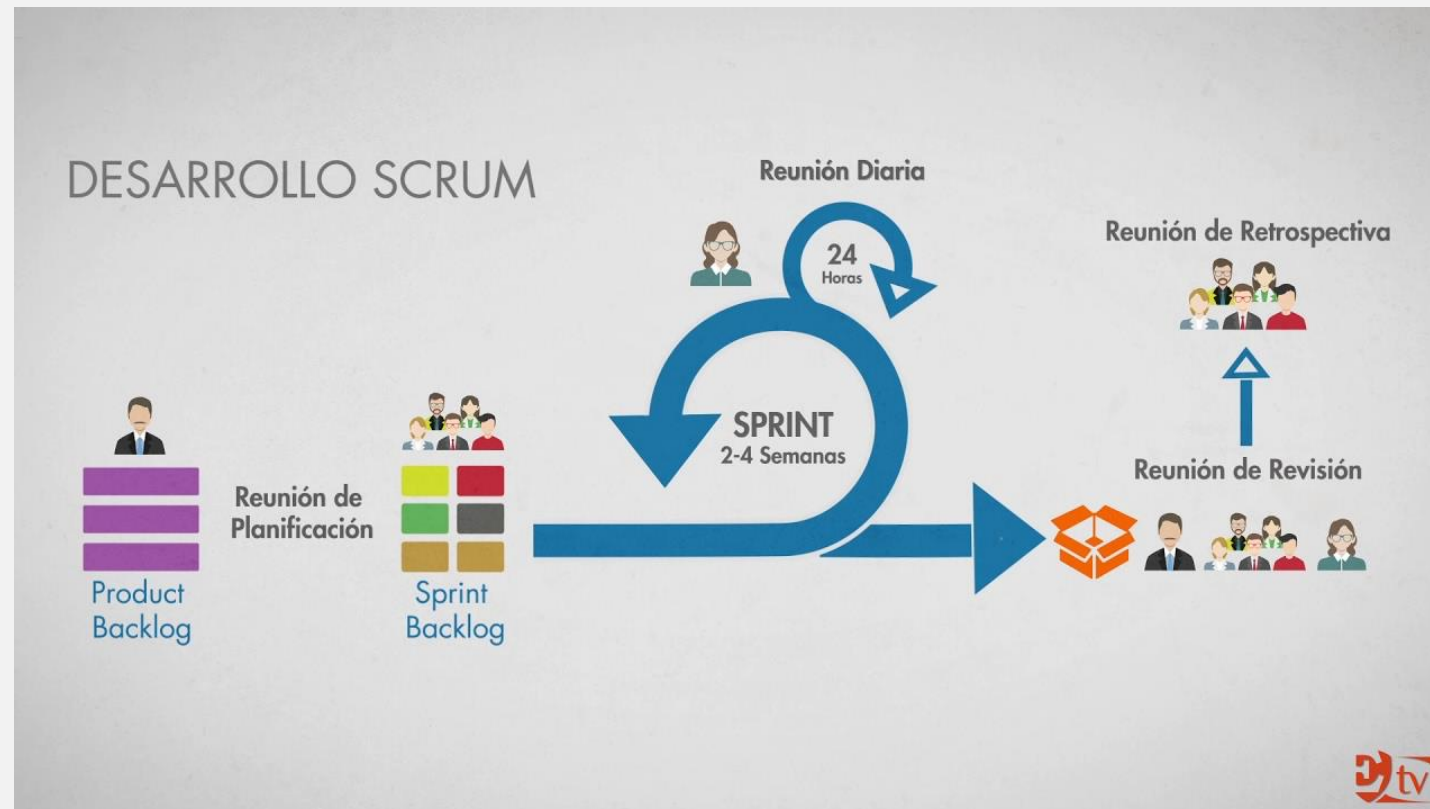 DESARROLLO SCRUM
Reunión Diaria
24
Horas
Reunión de Retrospectiva
SPRINT
2-4 Semanas
Reunión de Revisión
Reunión de
Planificación
Product
Backlog
Sprint
Backlog
tv